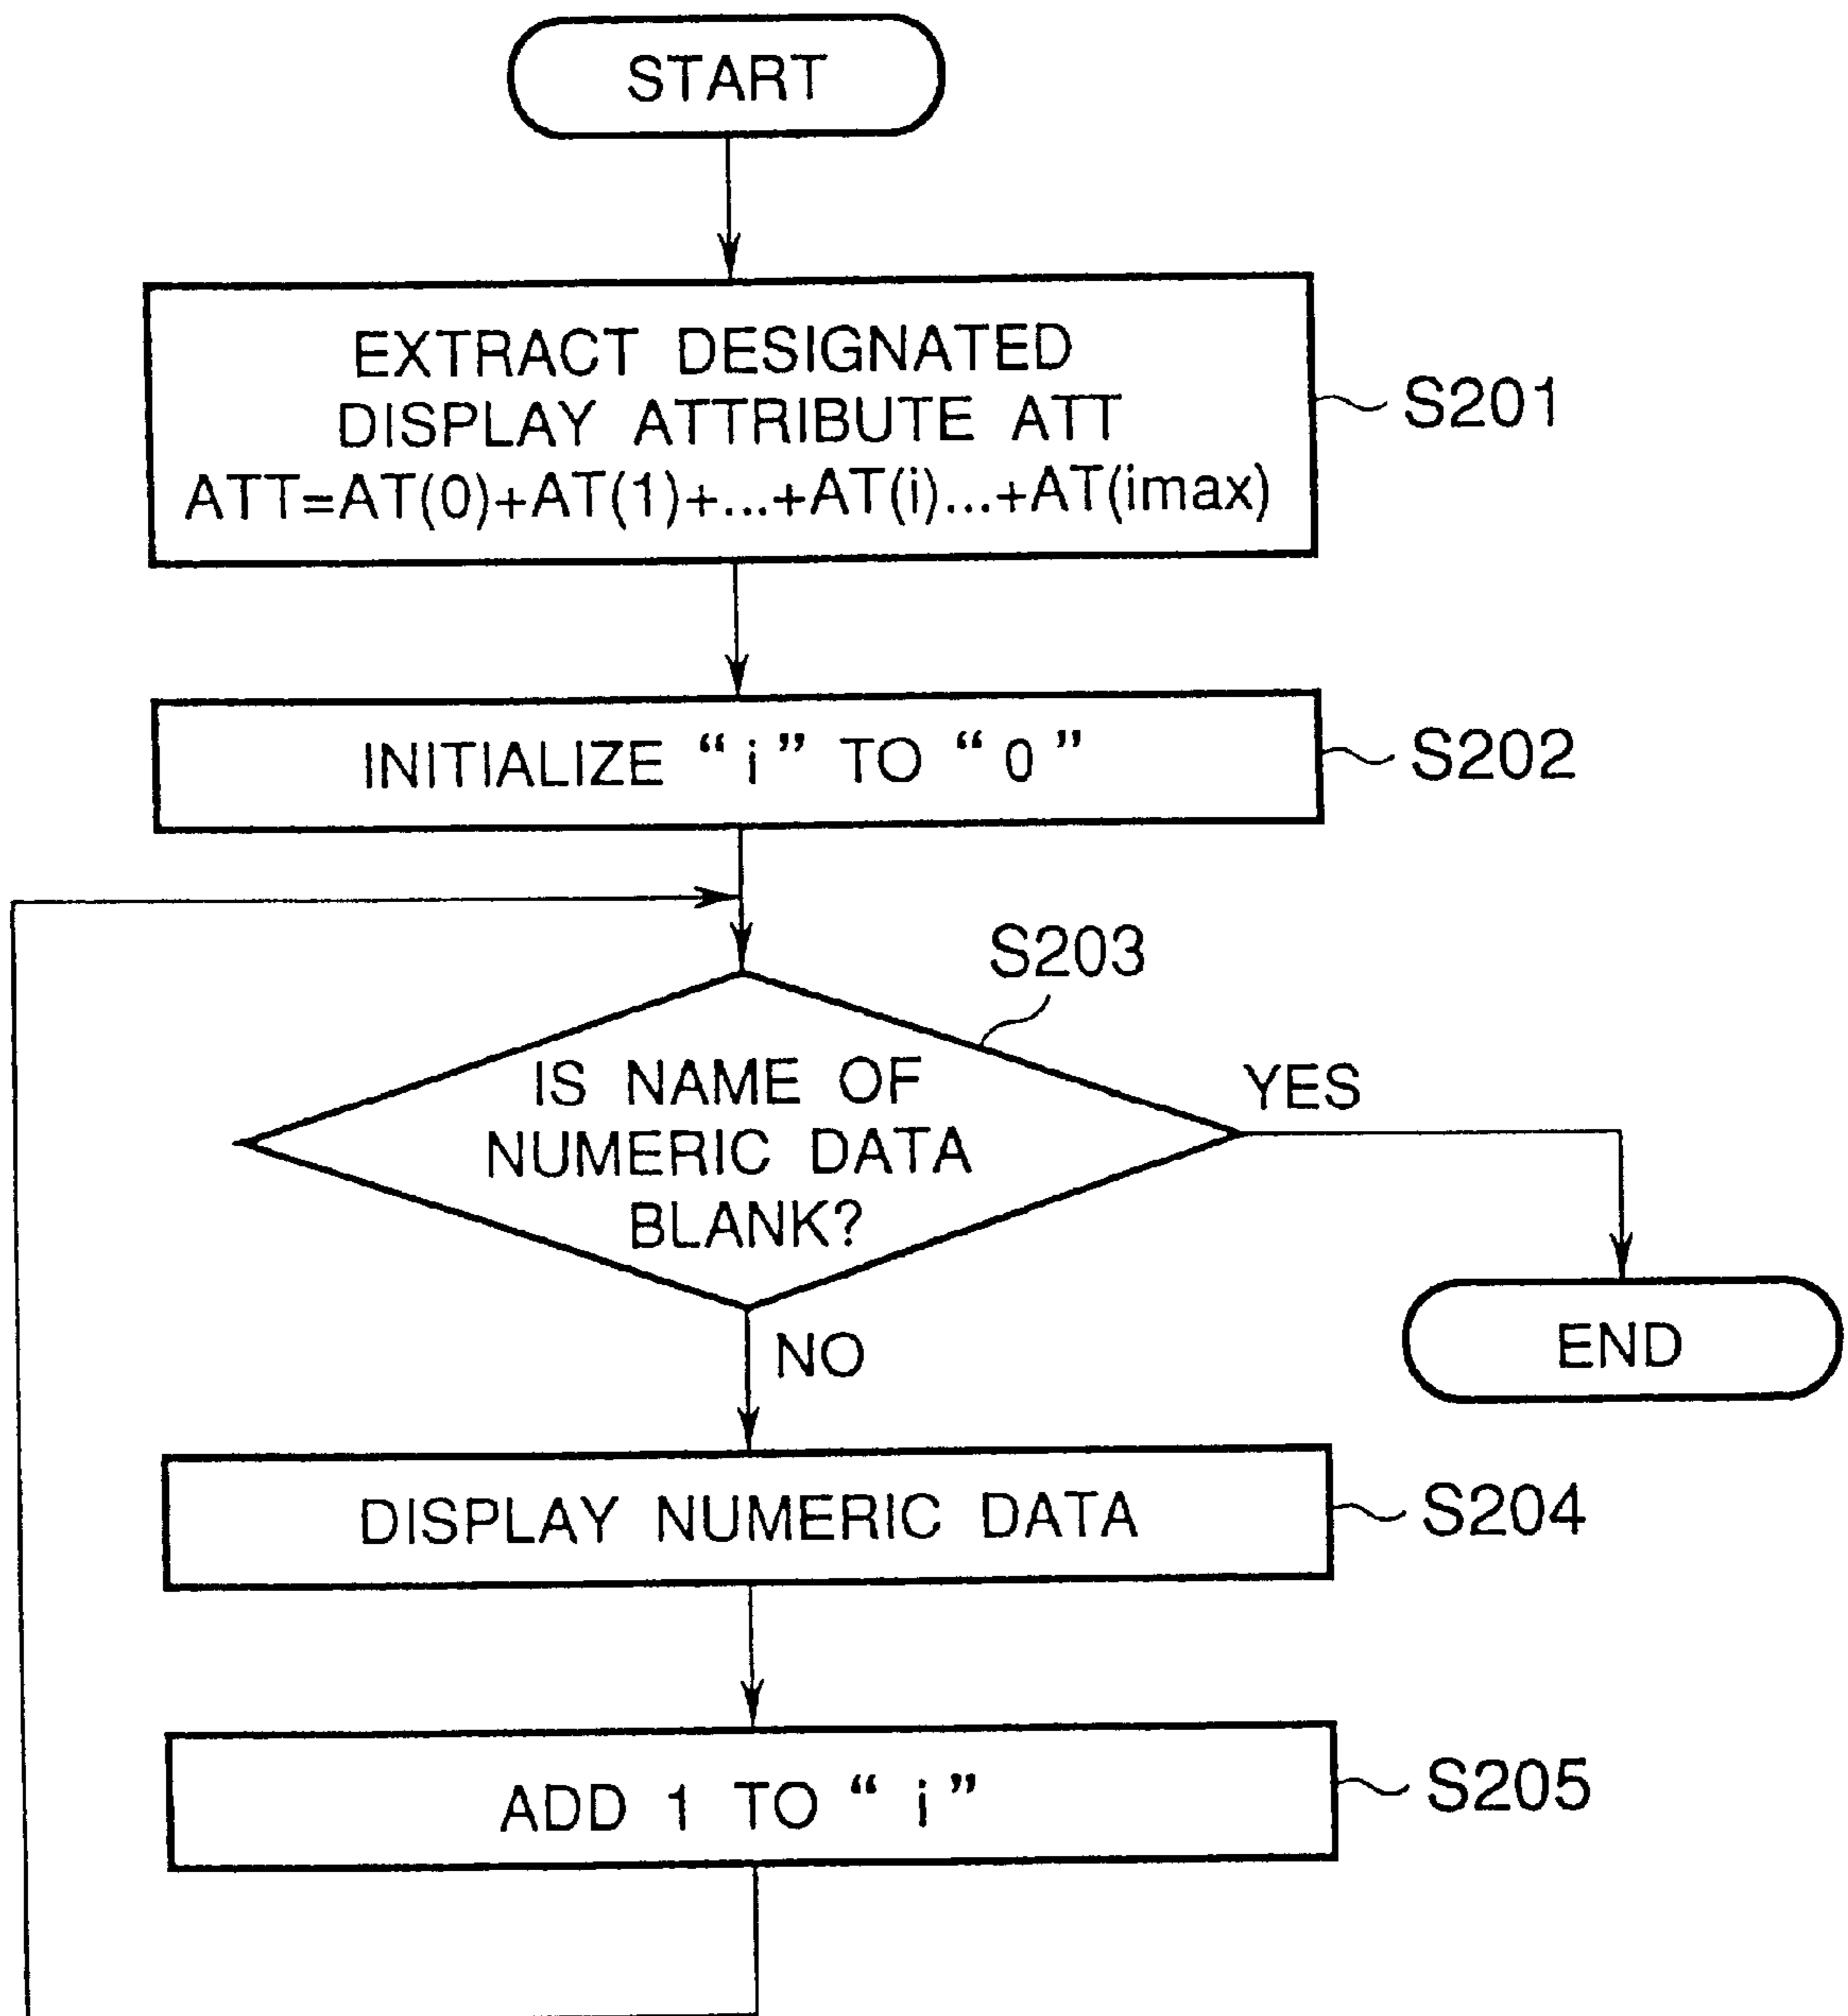 START
EXTRACT DESIGNATED
DISPLAY ATTRIBUTE ATT
ATT=AT(0)+AT(1)+...+AT(i)...+AT(imax)
S201
INITIALIZE “ i ” TO “ 0 ”
S202
S203
IS NAME OF
NUMERIC DATA
BLANK?
YES
END
NO
DISPLAY NUMERIC DATA
S204
ADD 1 TO “ i ”
S205